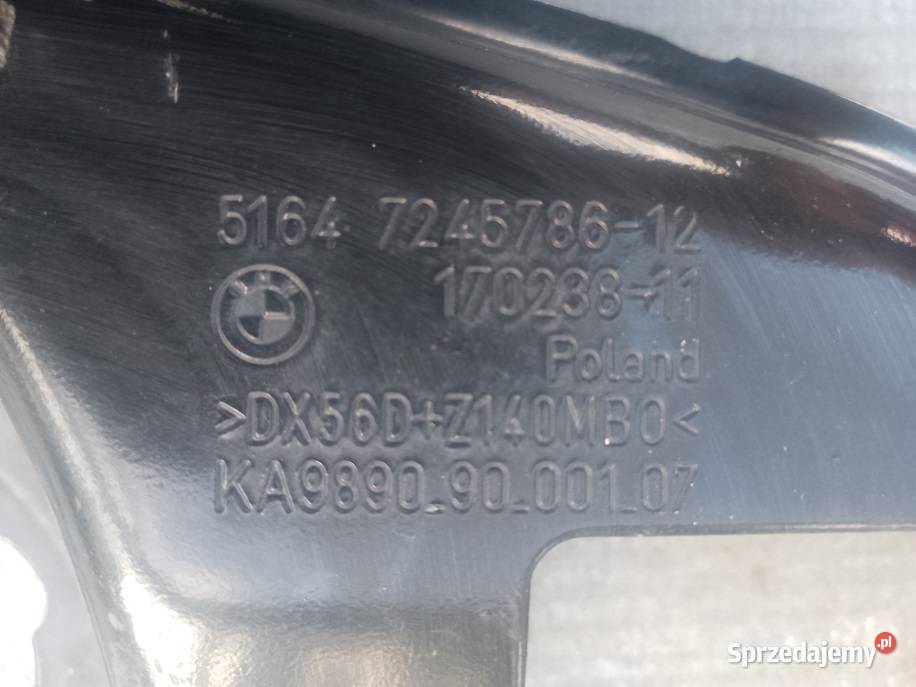 5164 7245786-12
170238-11
Poland
>DX56D+Z140MBO<
KA9890_90_001_07
Sprzedajemy.pl